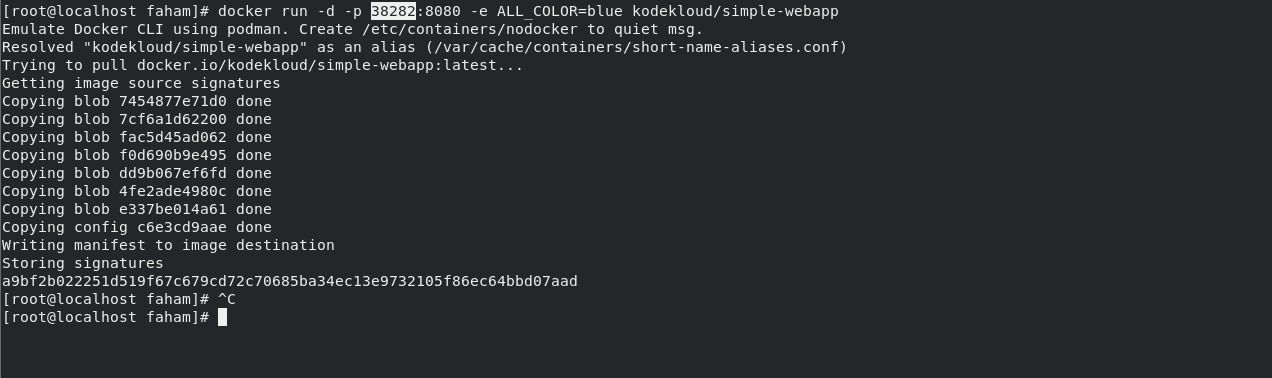 [root@localhost faham]# docker run -d -p 38282:8080 -e ALL_COLOR=blue kodekloud/simple-webapp
Emulate Docker CLI using podman. Create /etc/containers/nodocker to quiet msg.
Resolved "kodekloud/simple-webapp" as an alias (/var/cache/containers/short-name-aliases.conf)
Trying to pull docker.io/kodekloud/simple-webapp:latest...
Getting image source signatures
Copying blob 7454877e71d0 done
Copying blob 7cf6a1d62200 done
Copying blob fac5d45ad062 done
Copying blob f0d690b9e495 done
Copying blob dd9b067ef6fd done
Copying blob 4fe2ade4980c done
Copying blob e337be014a61 done
Copying config c6e3cd9aae done
Writing manifest to image destination
Storing signatures
a9bf2b022251d519f67c679cd72c70685ba34ec13e9732105f86ec64bbd07aad
[root@localhost faham]# ^C
[root@localhost faham]#